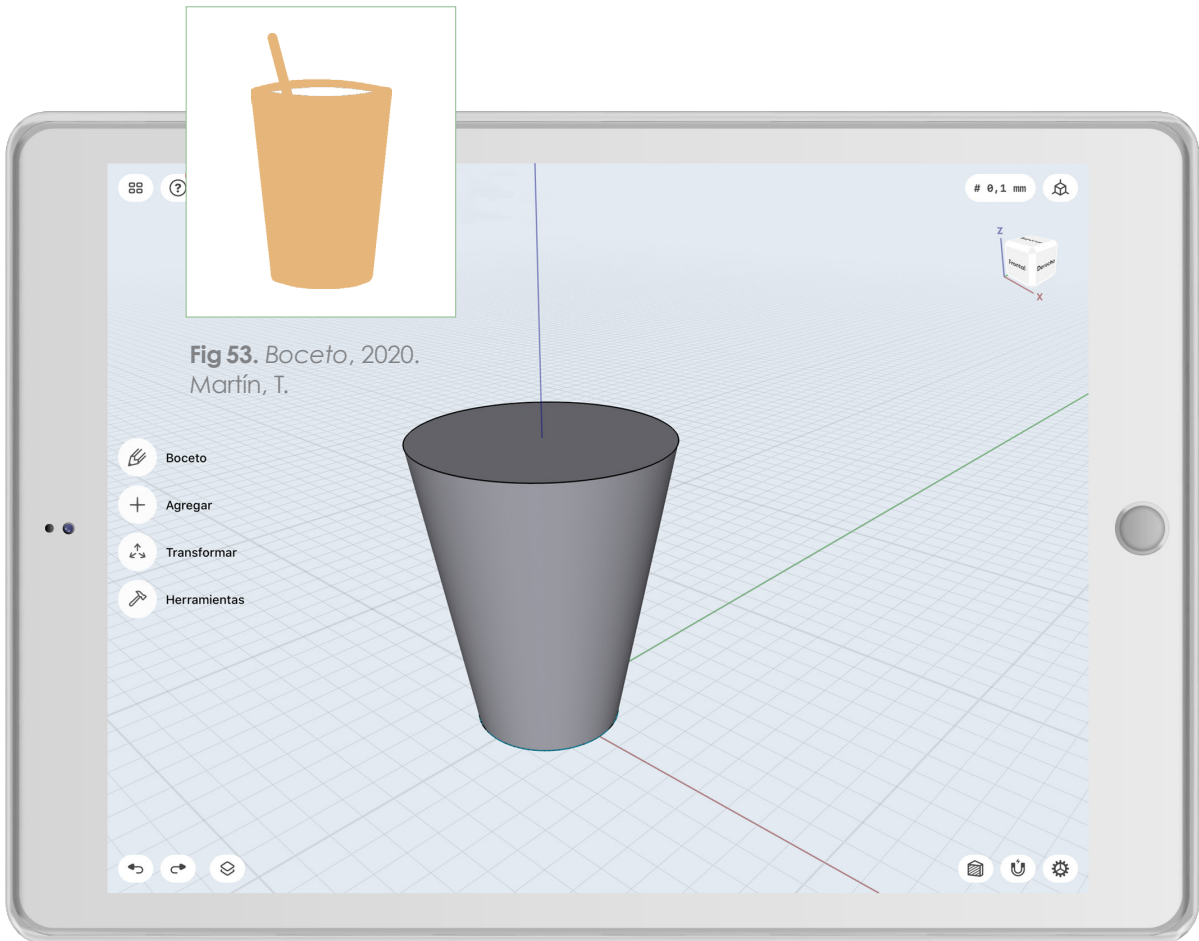 # 0,1 mm
Z
Frontal
Derecho
X
Fig 53. Boceto, 2020.
Martín, T.
Boceto
Agregar
Transformar
Herramientas